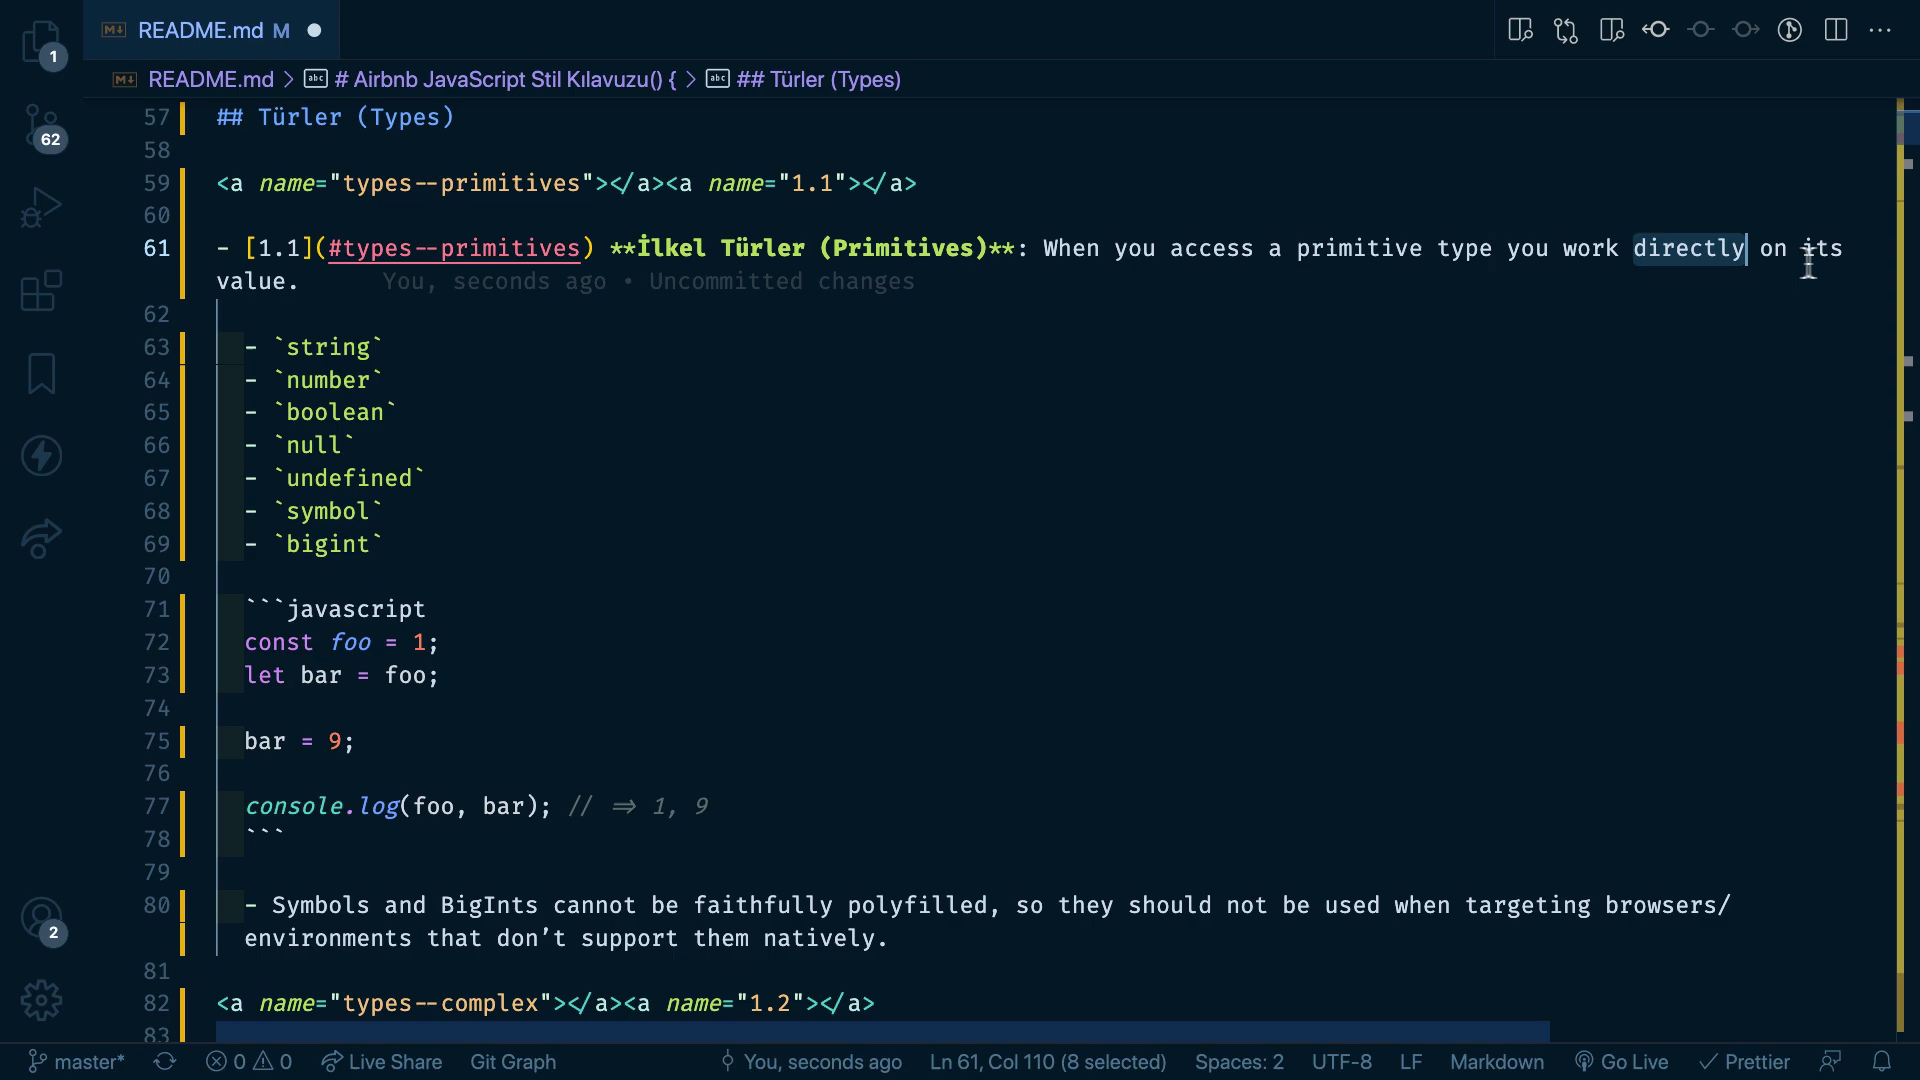 README.md M
README.md > # Airbnb JavaScript Stil Kılavuzu() { > ## Türler (Types)
1
62
2
57 ## Türler (Types)
58
59 <a name="types--primitives"></a><a name="1.1"></a>
60
61 - [1.1](#types--primitives) **İlkel Türler (Primitives)**: When you access a primitive type you work directly on its
value. You, seconds ago • Uncommitted changes
62
63 - `string`
64 - `number`
65 - `boolean`
66 - `null`
67 - `undefined`
68 - `symbol`
69 - `bigint`
70
71 ```javascript
72 const foo = 1;
73 let bar = foo;
74
75 bar = 9;
76
77 console.log(foo, bar); // => 1, 9
78 ```
79
80 - Symbols and BigInts cannot be faithfully polyfilled, so they should not be used when targeting browsers/
environments that don’t support them natively.
81
82 <a name="types--complex"></a><a name="1.2"></a>
83
master* 0 0 Live Share Git Graph You, seconds ago Ln 61, Col 110 (8 selected) Spaces: 2 UTF-8 LF Markdown Go Live Prettier